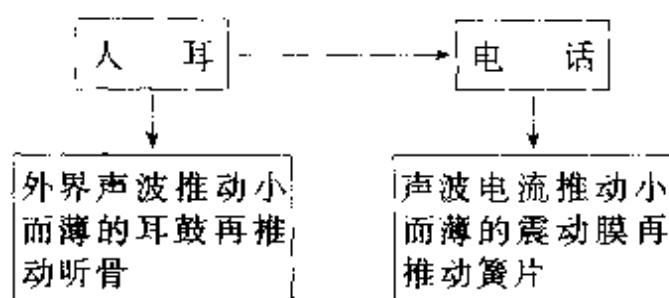 人 耳
电 话
外界声波推动小
而薄的耳鼓再推
动听骨
声波电流推动小
而薄的震动膜再
推动簧片